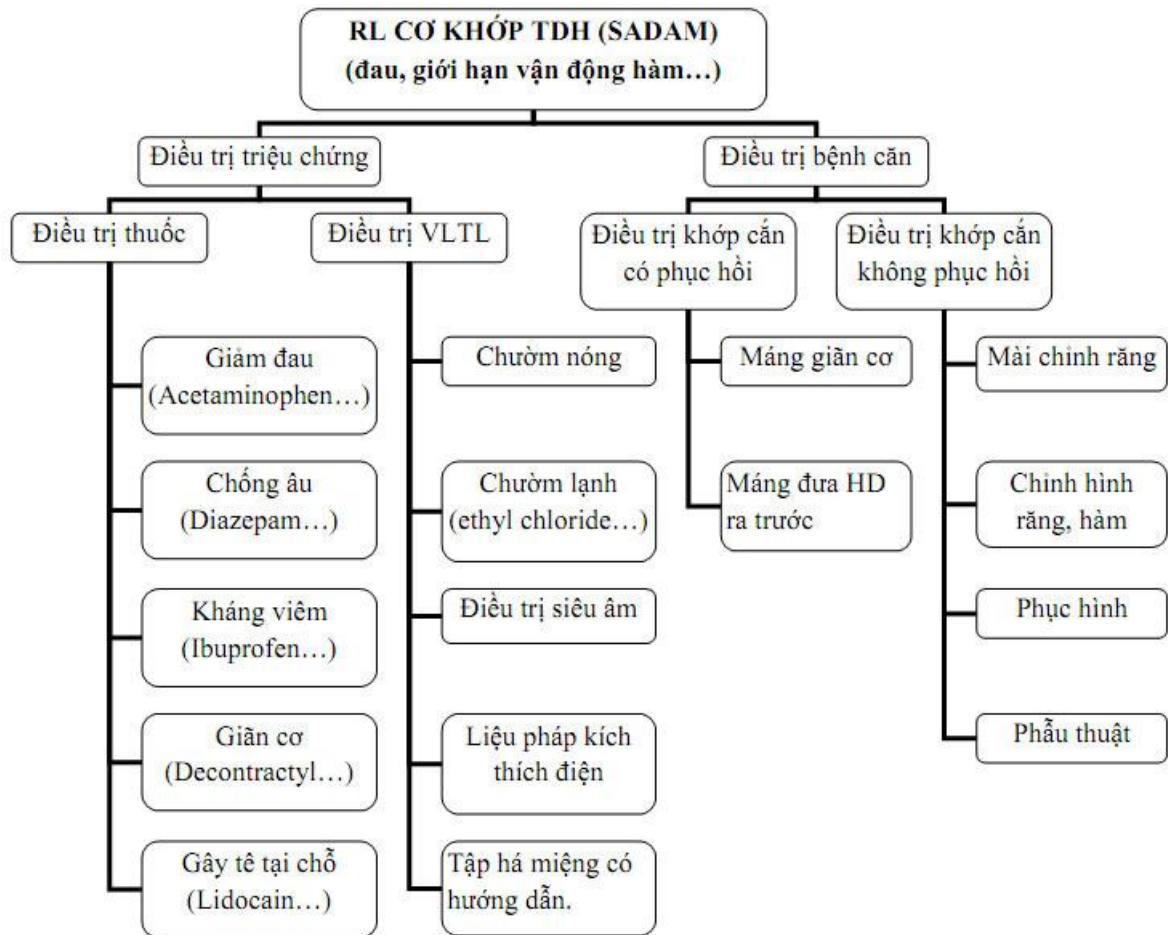 RL CƠ KHỚP TDH (SADAM)
(đau, giới hạn vận động hàm…)
Điều trị triệu chứng
Điều trị bệnh căn
Điều trị thuốc
Điều trị VLTL
Điều trị khớp cắn
có phục hồi
Điều trị khớp cắn
không phục hồi
Giảm đau
(Acetaminophen…)
Chống âu
(Diazepam…)
Kháng viêm
(Ibuprofen…)
Giãn cơ
(Decontractyl…)
Gây tê tại chỗ
(Lidocain…)
Chườm nóng
Chườm lạnh
(ethyl chloride…)
Điều trị siêu âm
Liệu pháp kích
thích điện
Tập há miệng có
hướng dẫn.
Máng giãn cơ
Máng đưa HD
ra trước
Mài chỉnh răng
Chỉnh hình
răng, hàm
Phục hình
Phẫu thuật